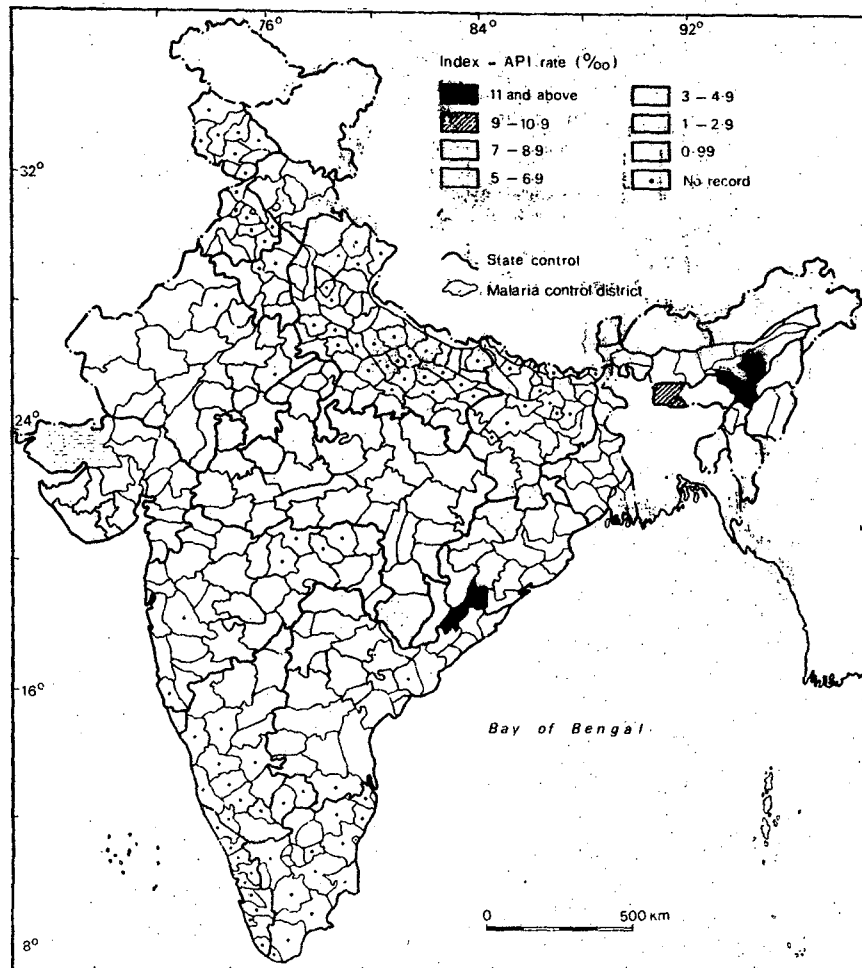 76° 84° 92°
Index – API rate (‰)
11 and above
9 – 10·9
7 – 8·9
5 – 6·9
3 – 4·9
1 – 2·9
0·99
No record
State control
Malaria control district
32°
24°
16°
8°
Bay of Bengal
0 500 KM